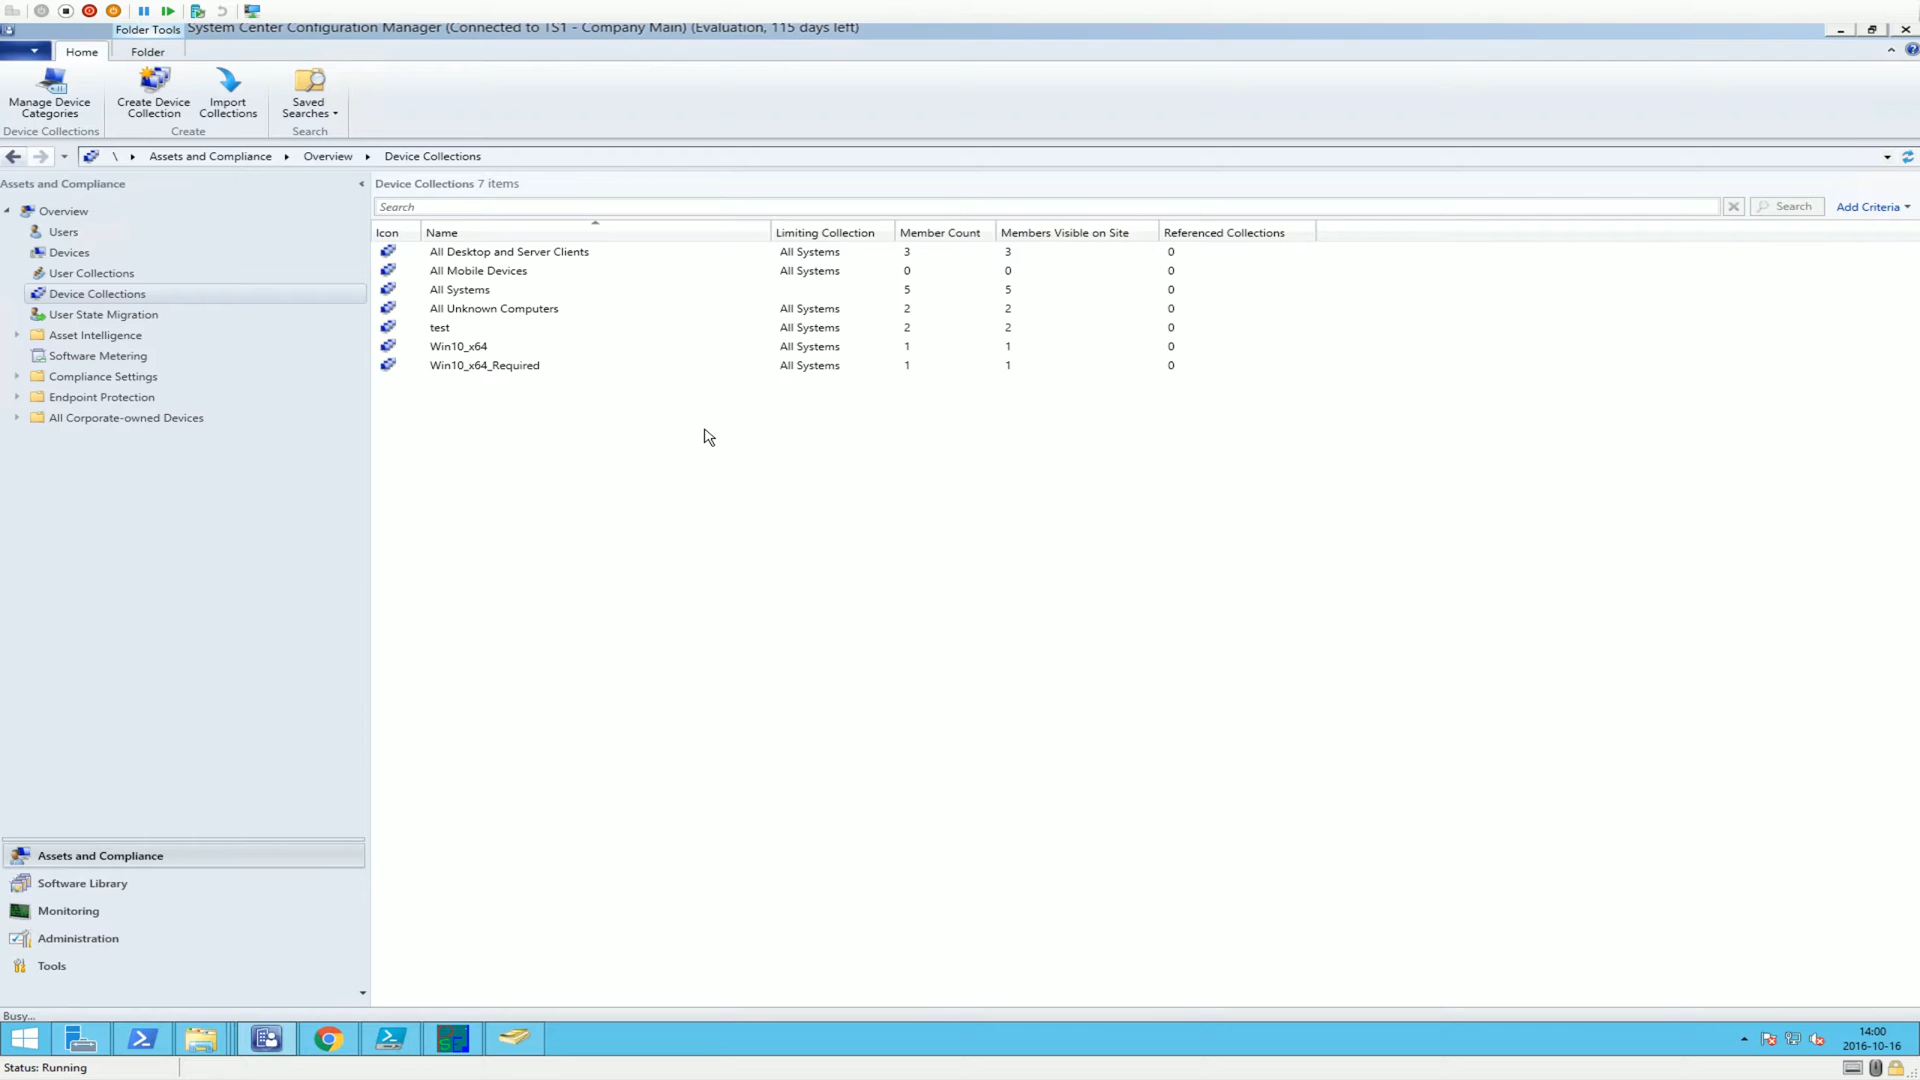 Folder Tools
System Center Configuration Manager (Connected to TS1 - Company Main) (Evaluation, 115 days left)
Home
Folder
Manage Device Categories
Create Device Collection
Import Collections
Saved Searches
Device Collections
Create
Search
\ Assets and Compliance Overview Device Collections
Assets and Compliance
Overview
Users
Devices
User Collections
Device Collections
User State Migration
Asset Intelligence
Software Metering
Compliance Settings
Endpoint Protection
All Corporate-owned Devices
Device Collections 7 items
Search
Search
Add Criteria
Icon Name Limiting Collection Member Count Members Visible on Site Referenced Collections
All Desktop and Server Clients All Systems 3 3 0
All Mobile Devices All Systems 0 0 0
All Systems 5 5 0
All Unknown Computers All Systems 2 2 0
test All Systems 2 2 0
Win10_x64 All Systems 1 1 0
Win10_x64_Required All Systems 1 1 0
Assets and Compliance
Software Library
Monitoring
Administration
Tools
Busy...
14:00
2016-10-16
Status: Running